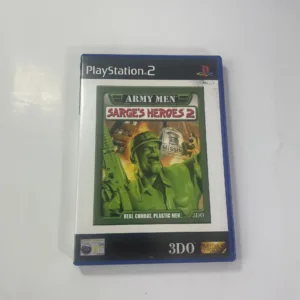 PlayStation 2
ARMY MEN
SARGE'S HEROES 2
REAL COMBAT. PLASTIC MEN.
3DO
3DO